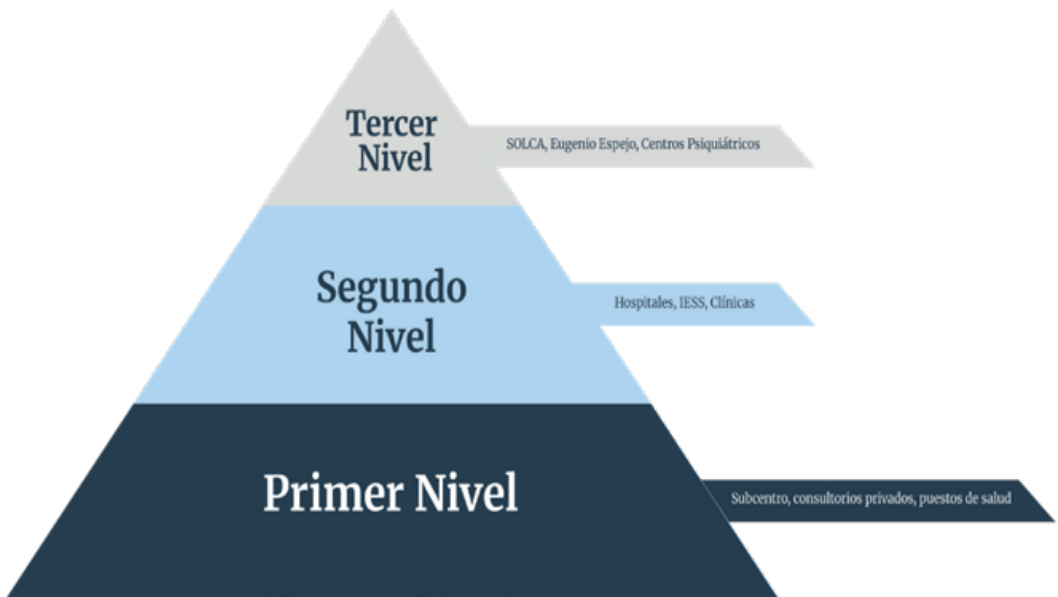 Tercer
Nivel
SOLCA, Eugenio Espejo, Centros Psiquiátricos
Segundo
Nivel
Hospitales, IESS, Clínicas
Primer Nivel
Subcentro, consultorios privados, puestos de salud